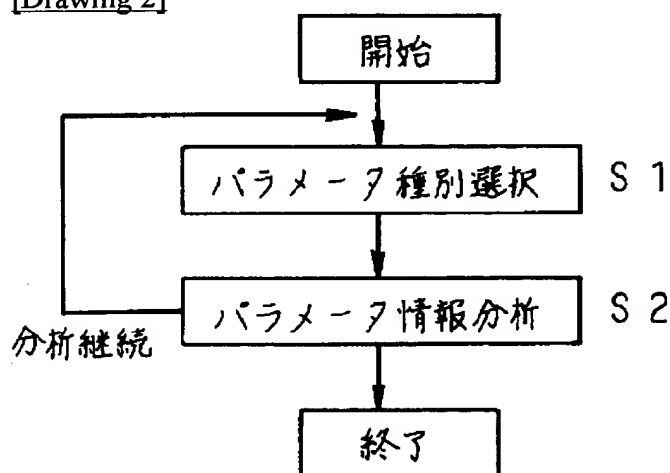 [Drawing 2]
開始
パラメータ種別選択 S 1
パラメータ情報分析 S 2
分析継続
終了